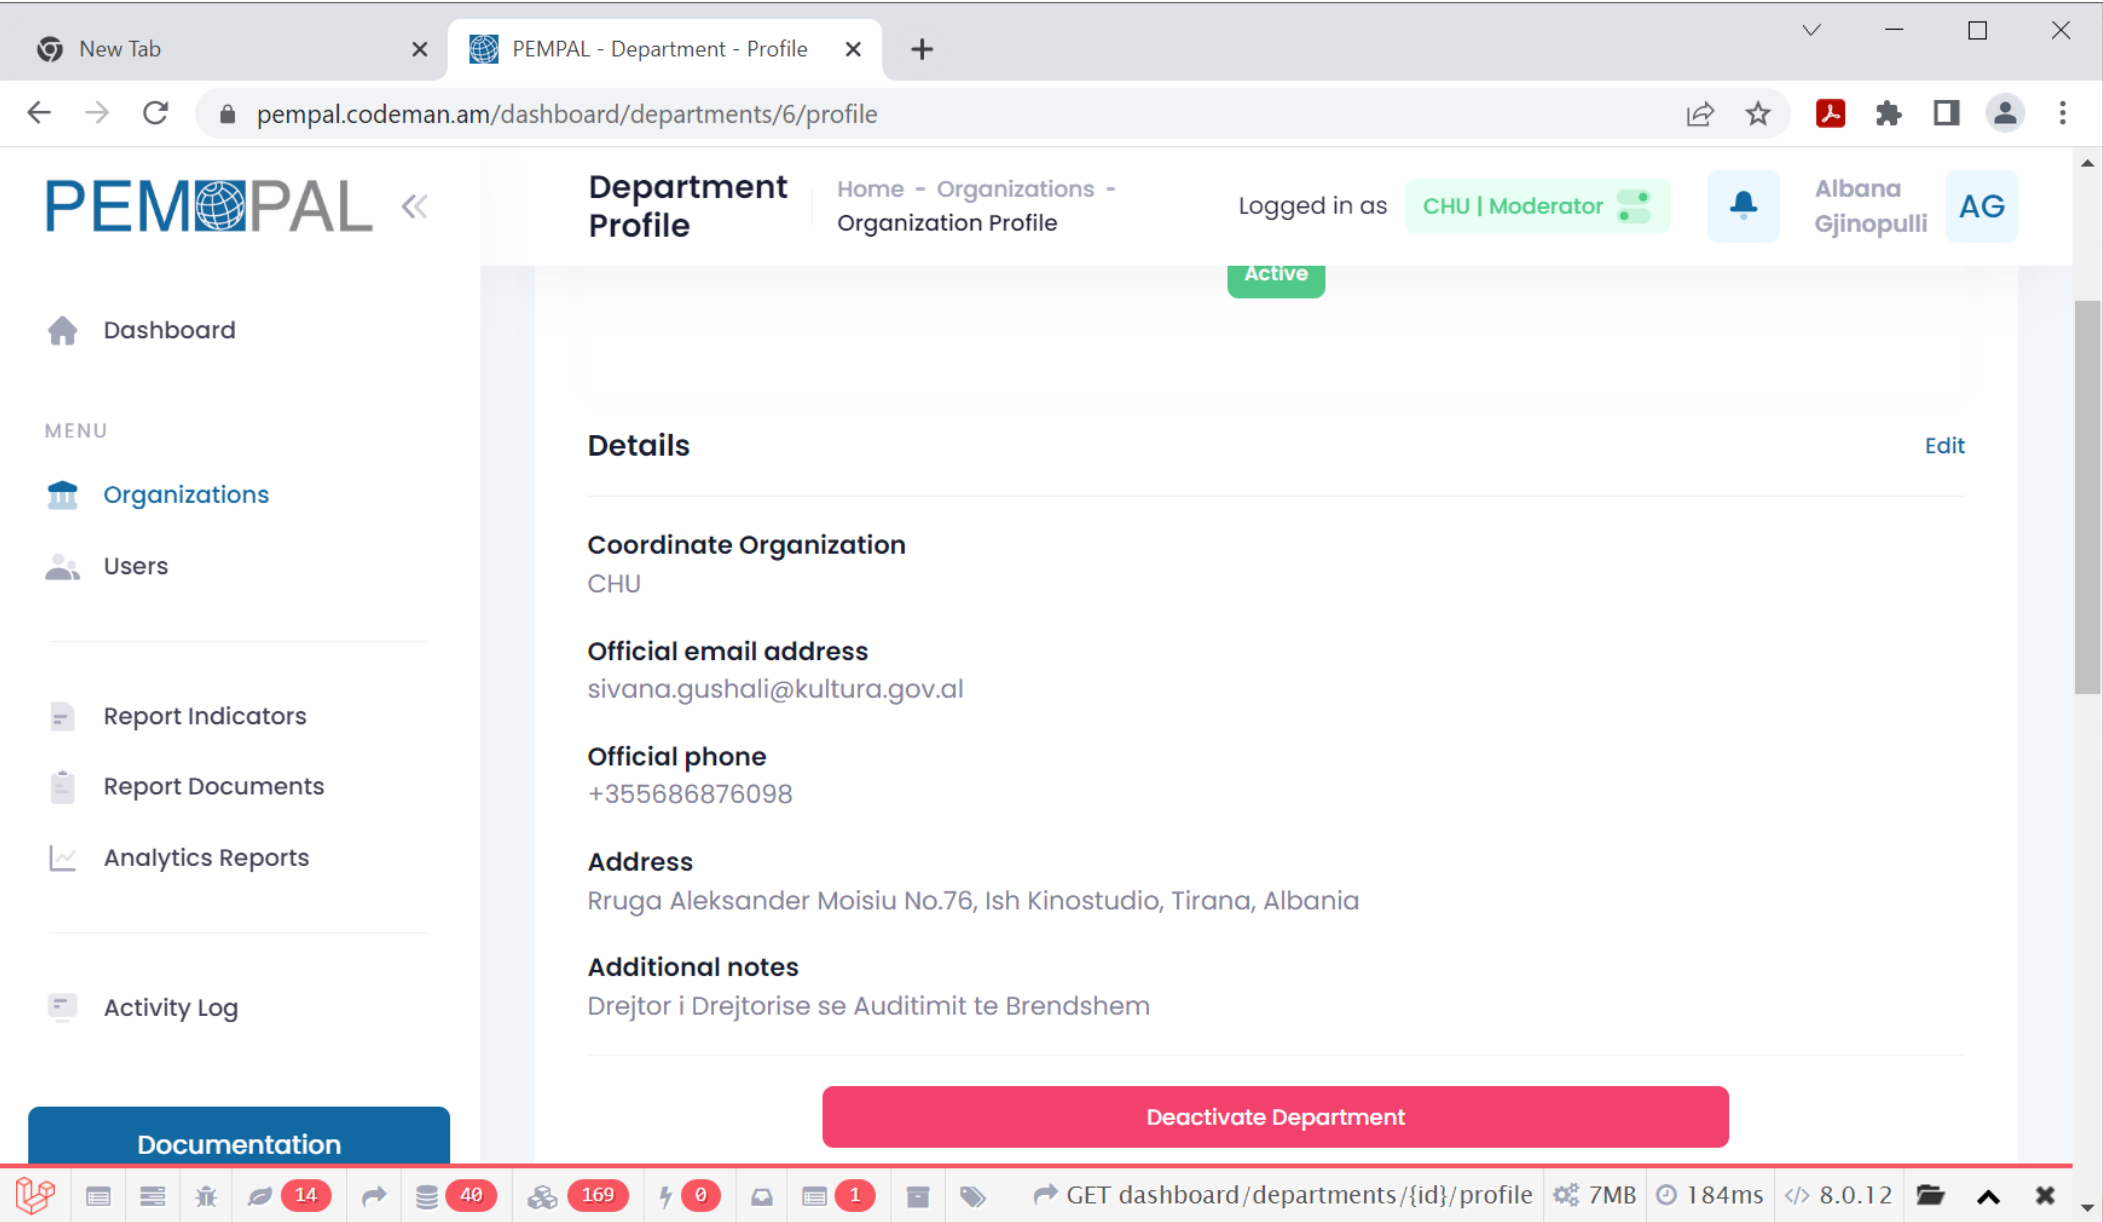 New Tab
PEMPAL - Department - Profile
pempal.codeman.am/dashboard/departments/6/profile
PEMPAL
Department Profile
Home - Organizations -
Organization Profile
Logged in as
CHU | Moderator
Albana
Gjinopulli
AG
Active
Dashboard
MENU
Organizations
Users
Report Indicators
Report Documents
Analytics Reports
Activity Log
Documentation
Details
Edit
Coordinate Organization
CHU
Official email address
sivana.gushali@kultura.gov.al
Official phone
+355686876098
Address
Rruga Aleksander Moisiu No.76, Ish Kinostudio, Tirana, Albania
Additional notes
Drejtor i Drejtorise se Auditimit te Brendshem
Deactivate Department
14 40 169 0 1 GET dashboard/departments/{id}/profile 7MB 184ms 8.0.12